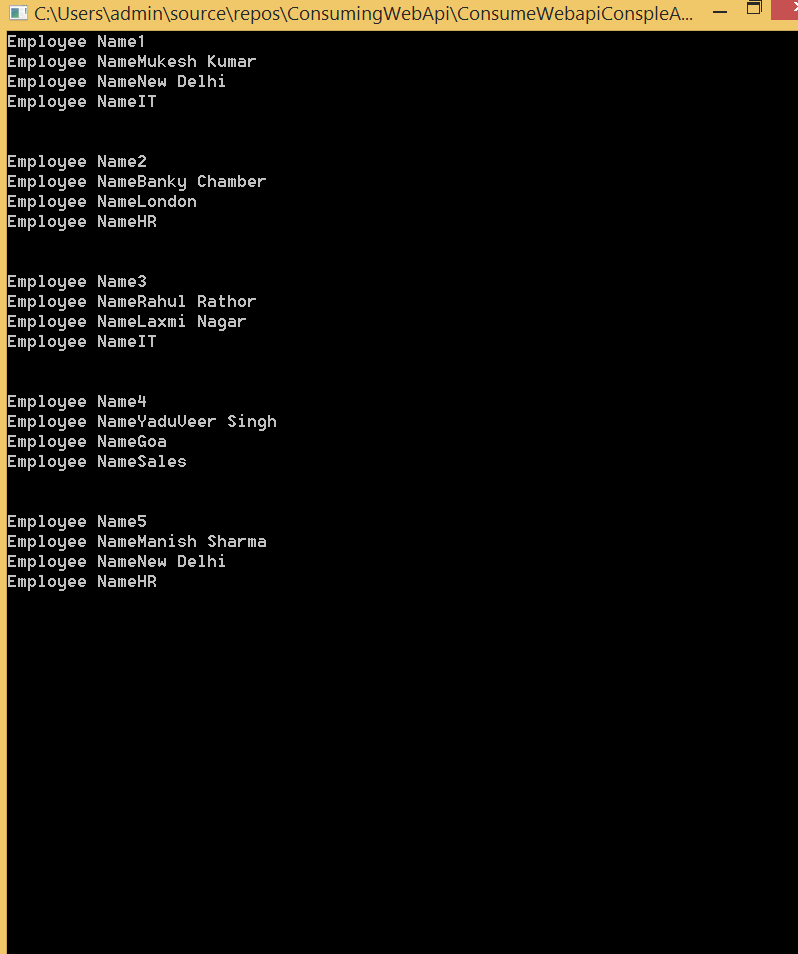 C:\Users\admin\source\repos\ConsumingWebApi\ConsumeWebapiConspleA...
Employee Name1
Employee NameMukesh Kumar
Employee NameNew Delhi
Employee NameIT
Employee Name2
Employee NameBanky Chamber
Employee NameLondon
Employee NameHR
Employee Name3
Employee NameRahul Rathor
Employee NameLaxmi Nagar
Employee NameIT
Employee Name4
Employee NameYaduVeer Singh
Employee NameGoa
Employee NameSales
Employee Name5
Employee NameManish Sharma
Employee NameNew Delhi
Employee NameHR